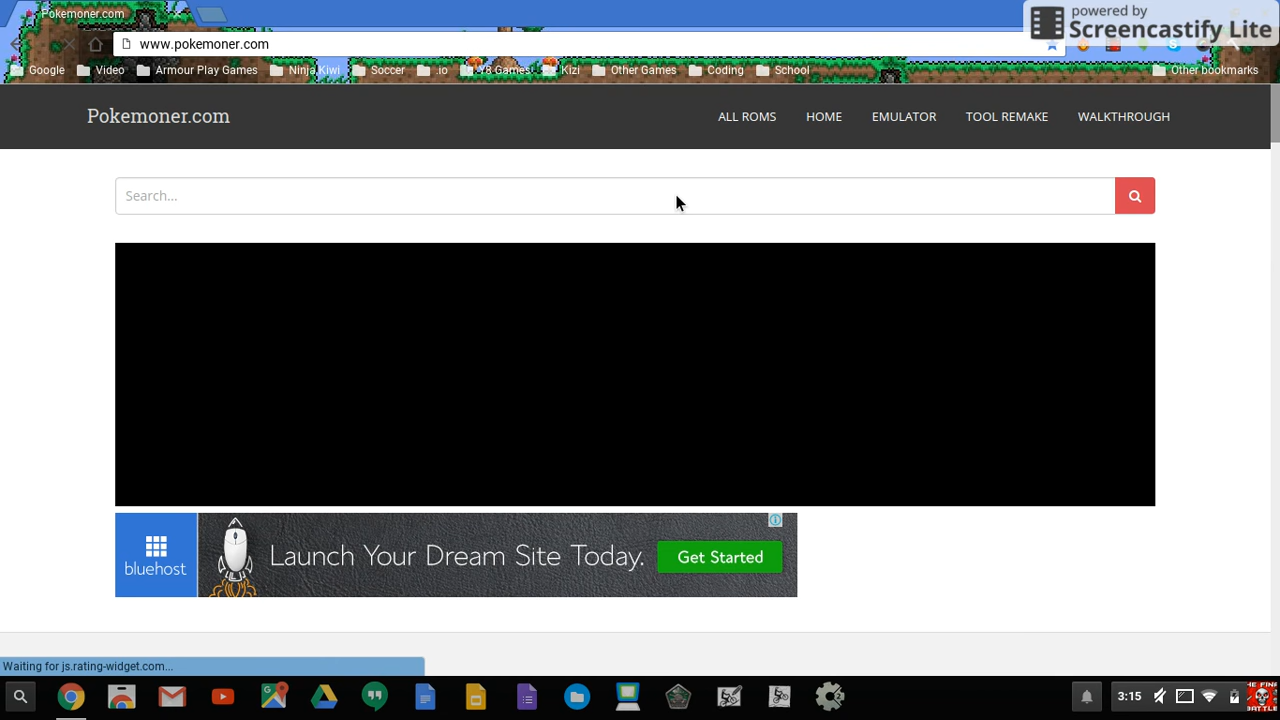 Pokemoner.com
powered by
Screencastify Lite
www.pokemoner.com
Google Video Armour Play Games Ninja Kiwi Soccer .io YR Games Kizi Other Games Coding School Other bookmarks
Pokemoner.com ALL ROMS HOME EMULATOR TOOL REMAKE WALKTHROUGH
Search...
bluehost Launch Your Dream Site Today. Get Started
Waiting for js.rating-widget.com...
3:15